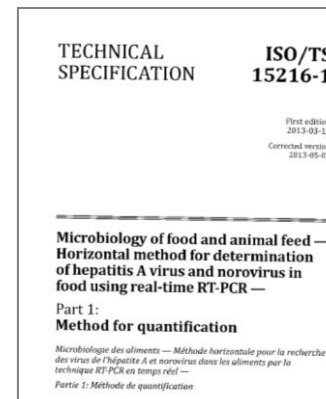 TECHNICAL
SPECIFICATION
ISO/TS
15216-1
First edition
2013-03-1
Corrected version
2013-05-0
Microbiology of food and animal feed —
Horizontal method for determination
of hepatitis A virus and norovirus in
food using real-time RT-PCR —
Part 1:
Method for quantification
Microbiologie des aliments — Méthode horizontale pour la recherche
des virus de l'hépatite A et norovirus dans les aliments par la
technique RT-PCR en temps réel —
Partie 1: Méthode de quantification